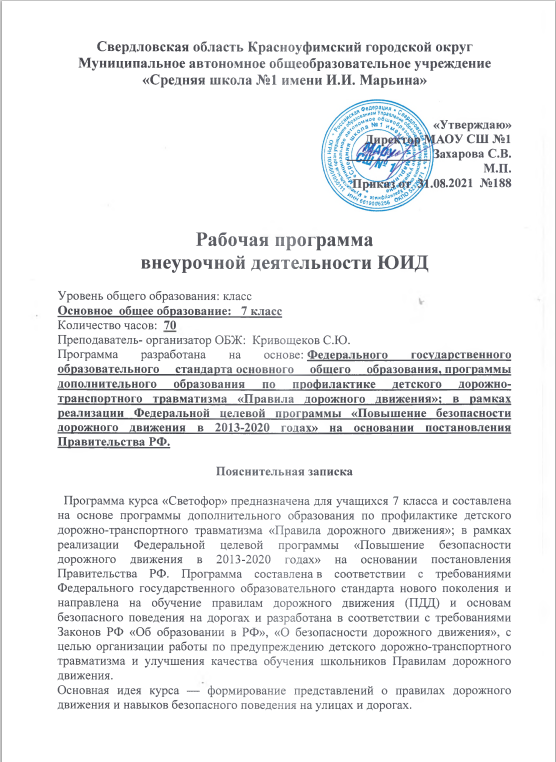 Свердловская область Красноуфимский городской округ
Муниципальное автономное общеобразовательное учреждение
«Средняя школа №1 имени И.И. Марьина»
«Утверждаю»
Директор МАОУ СШ №1
Захарова С.В.
М.П.
Приказ от 31.08.2021 №188
МАОУ
СШ № 1
Рабочая программа
внеурочной деятельности ЮИД
Уровень общего образования: класс
Основное общее образование: 7 класс
Количество часов: 70
Преподаватель- организатор ОБЖ: Кривощеков С.Ю.
Программа разработана на основе: Федерального государственного
образовательного стандарта основного общего образования, программы
дополнительного образования по профилактике детского дорожно-
транспортного травматизма «Правила дорожного движения»; в рамках
реализации Федеральной целевой программы «Повышение безопасности
дорожного движения в 2013-2020 годах» на основании постановления
Правительства РФ.
Пояснительная записка
Программа курса «Светофор» предназначена для учащихся 7 класса и составлена
на основе программы дополнительного образования по профилактике детского
дорожно-транспортного травматизма «Правила дорожного движения»; в рамках
реализации Федеральной целевой программы «Повышение безопасности
дорожного движения в 2013-2020 годах» на основании постановления
Правительства РФ. Программа составлена в соответствии с требованиями
Федерального государственного образовательного стандарта нового поколения и
направлена на обучение правилам дорожного движения (ПДД) и основам
безопасного поведения на дорогах и разработана в соответствии с требованиями
Законов РФ «Об образовании в РФ», «О безопасности дорожного движения», с
целью организации работы по предупреждению детского дорожно-транспортного
травматизма и улучшения качества обучения школьников Правилам дорожного
движения.
Основная идея курса — формирование представлений о правилах дорожного
движения и навыков безопасного поведения на улицах и дорогах.